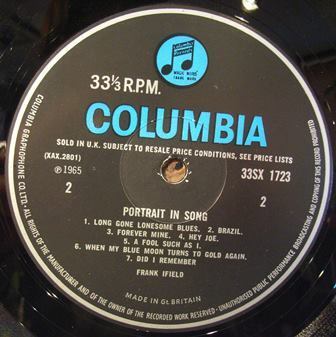 Columbia
MAGIC NOTES
TRADE MARK
33⅓ R.P.M.
COLUMBIA
SOLD IN U.K. SUBJECT TO RESALE PRICE CONDITIONS, SEE PRICE LISTS
(XAX.2801)
33SX 1723
℗1965
2
2
PORTRAIT IN SONG
1. LONG GONE LONESOME BLUES. 2. BRAZIL.
3. FOREVER MINE. 4. HEY JOE.
5. A FOOL SUCH AS I.
6. WHEN MY BLUE MOON TURNS TO GOLD AGAIN.
7. DID I REMEMBER
FRANK IFIELD
MADE IN GT. BRITAIN
COLUMBIA GRAPHOPHONE CO. LTD. ALL RIGHTS OF THE MANUFACTURER AND OF THE OWNER OF THE RECORDED WORK RESERVED · UNAUTHORISED PUBLIC PERFORMANCE BROADCASTING AND COPYING OF THIS RECORD PROHIBITED